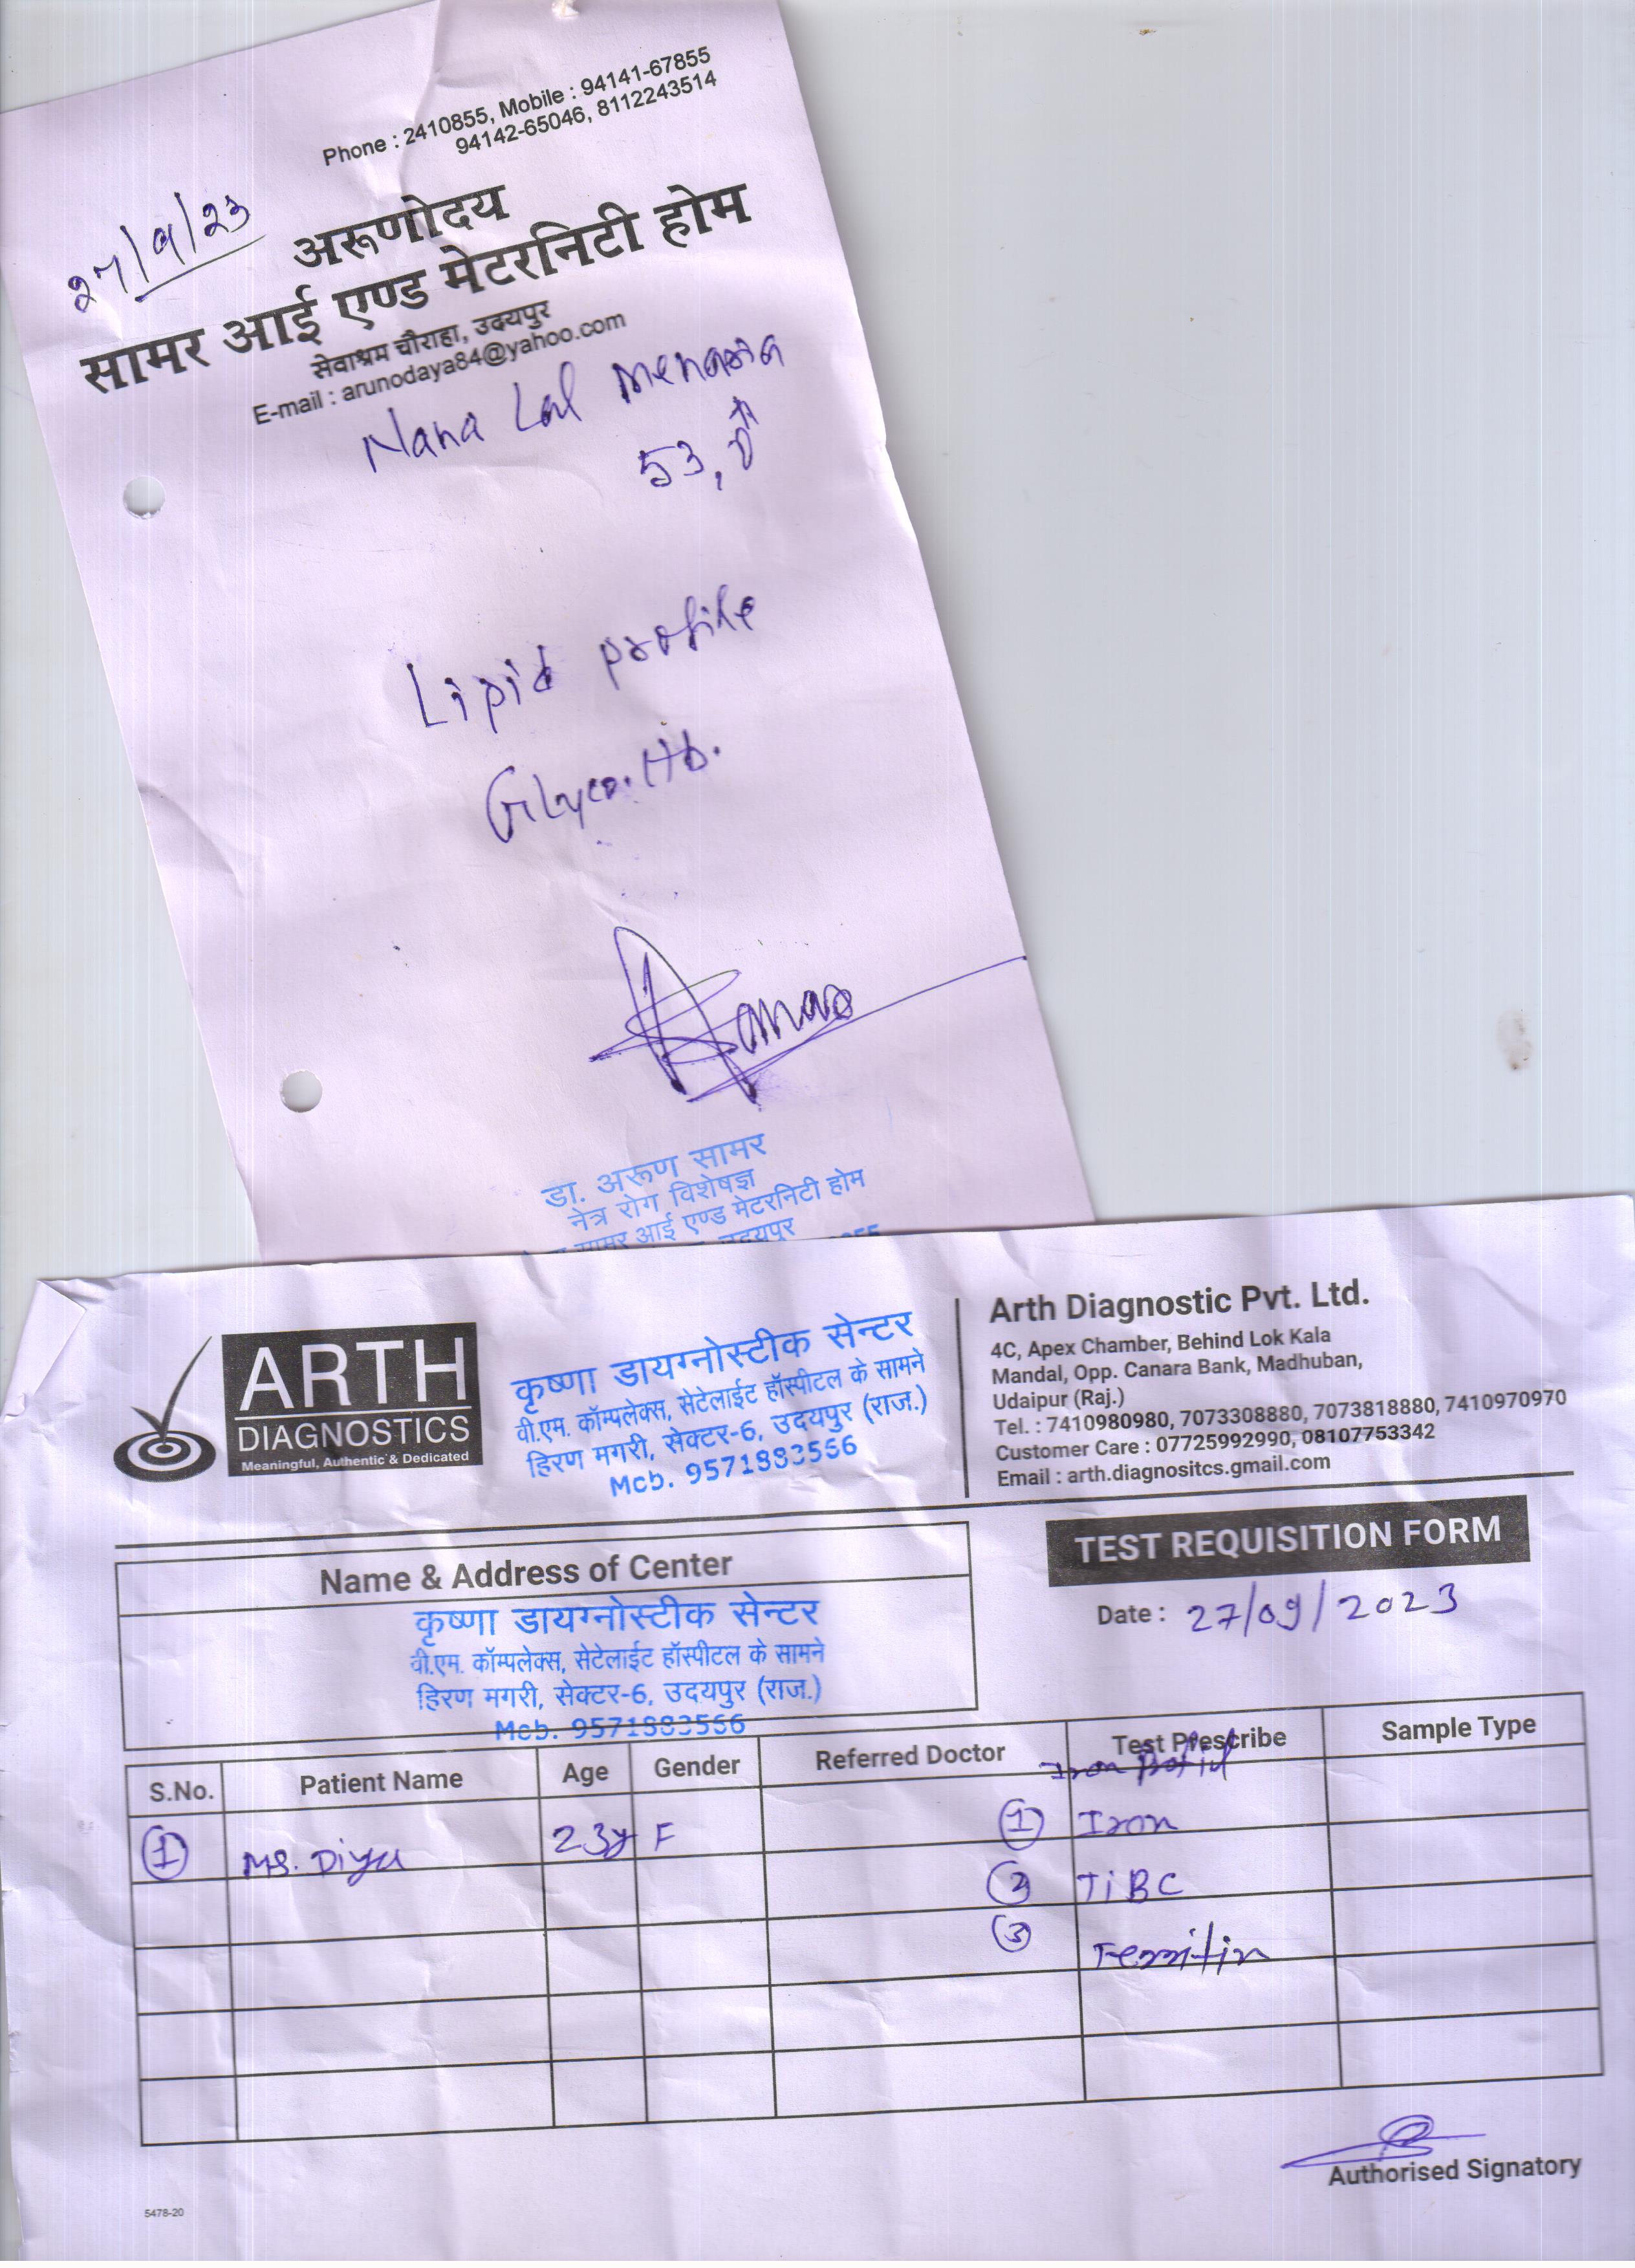 Phone : 2410855, Mobile : 94141-67855
94142-65046, 8112243514
27/9/23
अरूणोदय
सामर आई एण्ड मेटरनिटी होम
सेवाश्रम चौराहा, उदयपुर
E-mail : arunodaya84@yahoo.com
Nana Lal Menaria
53,
Lipid profile
Glyco.Hb.
डा. अरूण सामर
नेत्र रोग विशेषज्ञ
सामर आई एण्ड मेटरनिटी होम
उदयपुर
ARTH
DIAGNOSTICS
Meaningful, Authentic & Dedicated
कृष्णा डायग्नोस्टीक सेन्टर
वी.एम. कॉम्पलेक्स, सेटेलाईट हॉस्पीटल के सामने
हिरण मगरी, सेक्टर-6, उदयपुर (राज.)
Mob. 9571883566
Arth Diagnostic Pvt. Ltd.
4C, Apex Chamber, Behind Lok Kala
Mandal, Opp. Canara Bank, Madhuban,
Udaipur (Raj.)
Tel. : 7410980980, 7073308880, 7073818880, 7410970970
Customer Care : 07725992990, 08107753342
Email : arth.diagnositcs.gmail.com
TEST REQUISITION FORM
Date : 27/09/2023
Name & Address of Center
कृष्णा डायग्नोस्टीक सेन्टर
वी.एम. कॉम्पलेक्स, सेटेलाईट हॉस्पीटल के सामने
हिरण मगरी, सेक्टर-6, उदयपुर (राज.)
Mob. 9571883566
S.No. Patient Name Age Gender Referred Doctor Test Prescribe Sample Type
1 Ms. Diya 23y F 1 Iron
2 TiBC
3 Ferritin
Authorised Signatory
5478-20